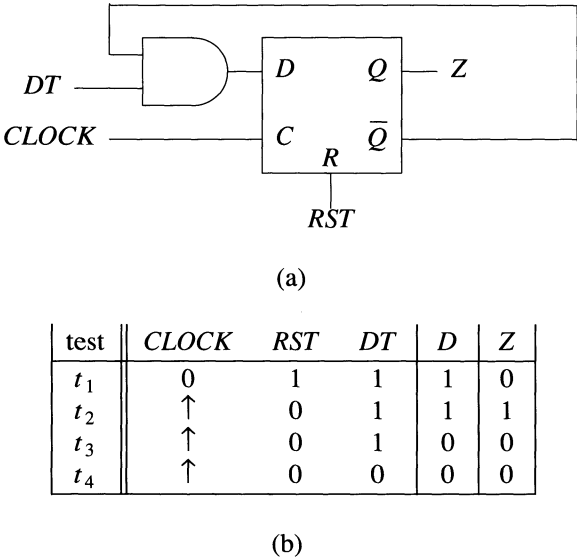 D Q Z
DT
CLOCK C Q̅
R
RST
(a)
test CLOCK RST DT D Z
t₁ 0 1 1 1 0
t₂ ↑ 0 1 1 1
t₃ ↑ 0 1 0 0
t₄ ↑ 0 0 0 0
(b)